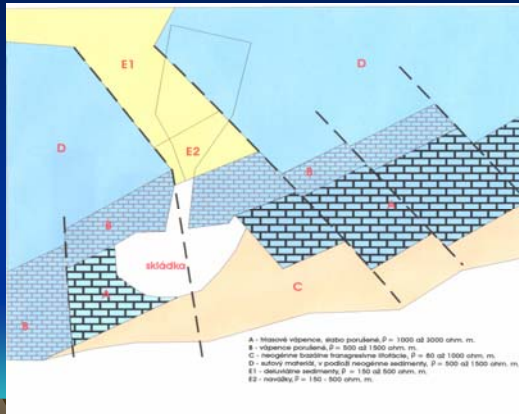 E1
D
D
E2
B
B
A
skládka
A
C
B
A - triasové vápence, slabo porušené, ρ̄ = 1000 až 3000 ohm. m.
B - vápence porušené, ρ̄ = 500 až 1500 ohm. m.
C - neogénne bazálne transgresívne litofácie, ρ̄ = 80 až 1000 ohm. m.
D - suťový materiál, v podloží neogénne sedimenty, ρ̄ = 500 až 1500 ohm. m.
E1 - deluviálne sedimenty, ρ̄ = 150 až 500 ohm. m.
E2 - navážky, ρ̄ = 150 - 500 ohm. m.